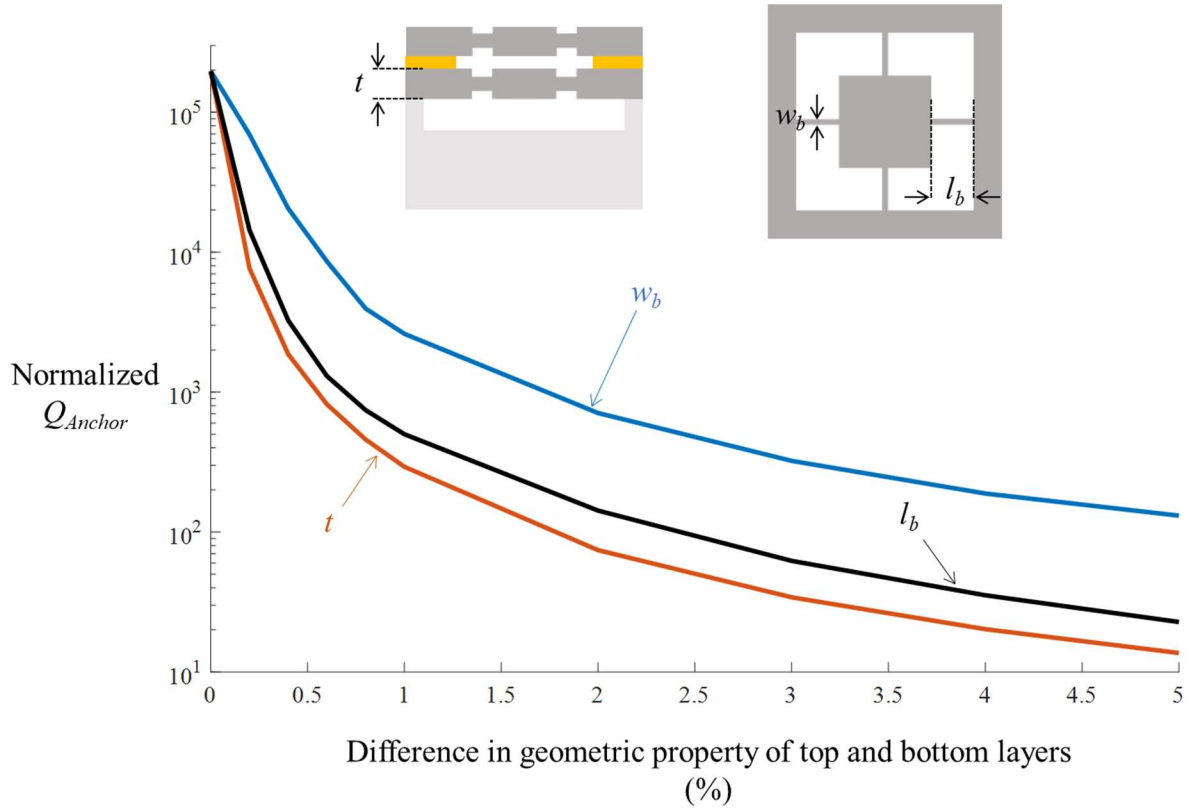 t
w_b
l_b
10^5
10^4
10^3
10^2
10^1
Normalized
Q_Anchor
w_b
t
l_b
0 0.5 1 1.5 2 2.5 3 3.5 4 4.5 5
Difference in geometric property of top and bottom layers
(%)